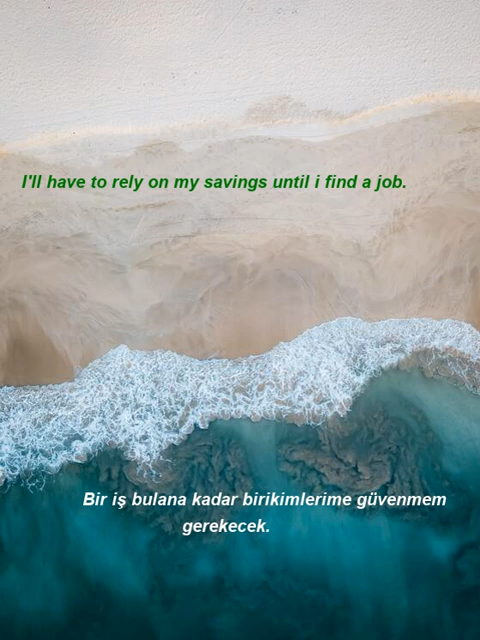 I'll have to rely on my savings until i find a job.
Bir iş bulana kadar birikimlerime güvenmem
gerekecek.